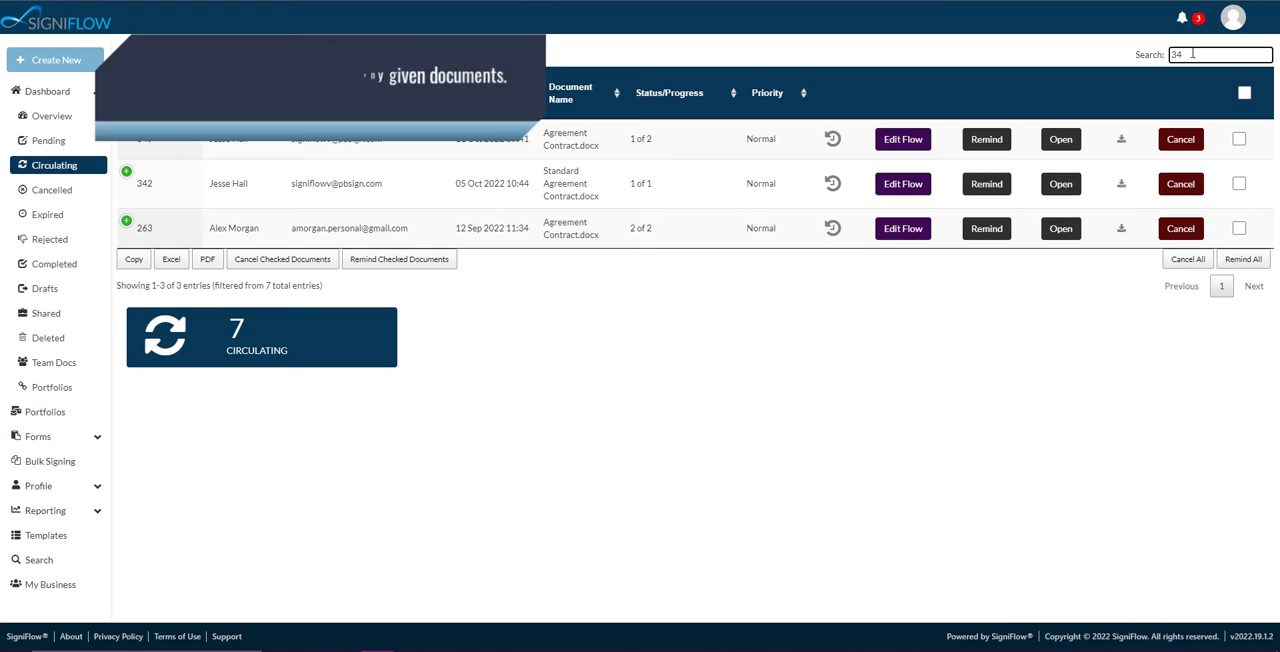 SIGNIFLOW
3
Create New
ny given documents.
Search: 34
Document Name
Status/Progress
Priority
Dashboard
Overview
Pending
Circulating
Cancelled
Expired
Rejected
Completed
Drafts
Shared
Deleted
Team Docs
Portfolios
Portfolios
Forms
Bulk Signing
Profile
Reporting
Templates
Search
My Business
Agreement Contract.docx
1 of 2
Normal
Edit Flow
Remind
Open
Cancel
342
Jesse Hall
signiflowv@pbsign.com
05 Oct 2022 10:44
Standard Agreement Contract.docx
1 of 1
Normal
Edit Flow
Remind
Open
Cancel
263
Alex Morgan
amorgan.personal@gmail.com
12 Sep 2022 11:34
Agreement Contract.docx
2 of 2
Normal
Edit Flow
Remind
Open
Cancel
Copy
Excel
PDF
Cancel Checked Documents
Remind Checked Documents
Cancel All
Remind All
Showing 1-3 of 3 entries (filtered from 7 total entries)
Previous
1
Next
7
CIRCULATING
SigniFlow® | About | Privacy Policy | Terms of Use | Support
Powered by SigniFlow® | Copyright © 2022 SigniFlow. All rights reserved. | v2022.19.1.2